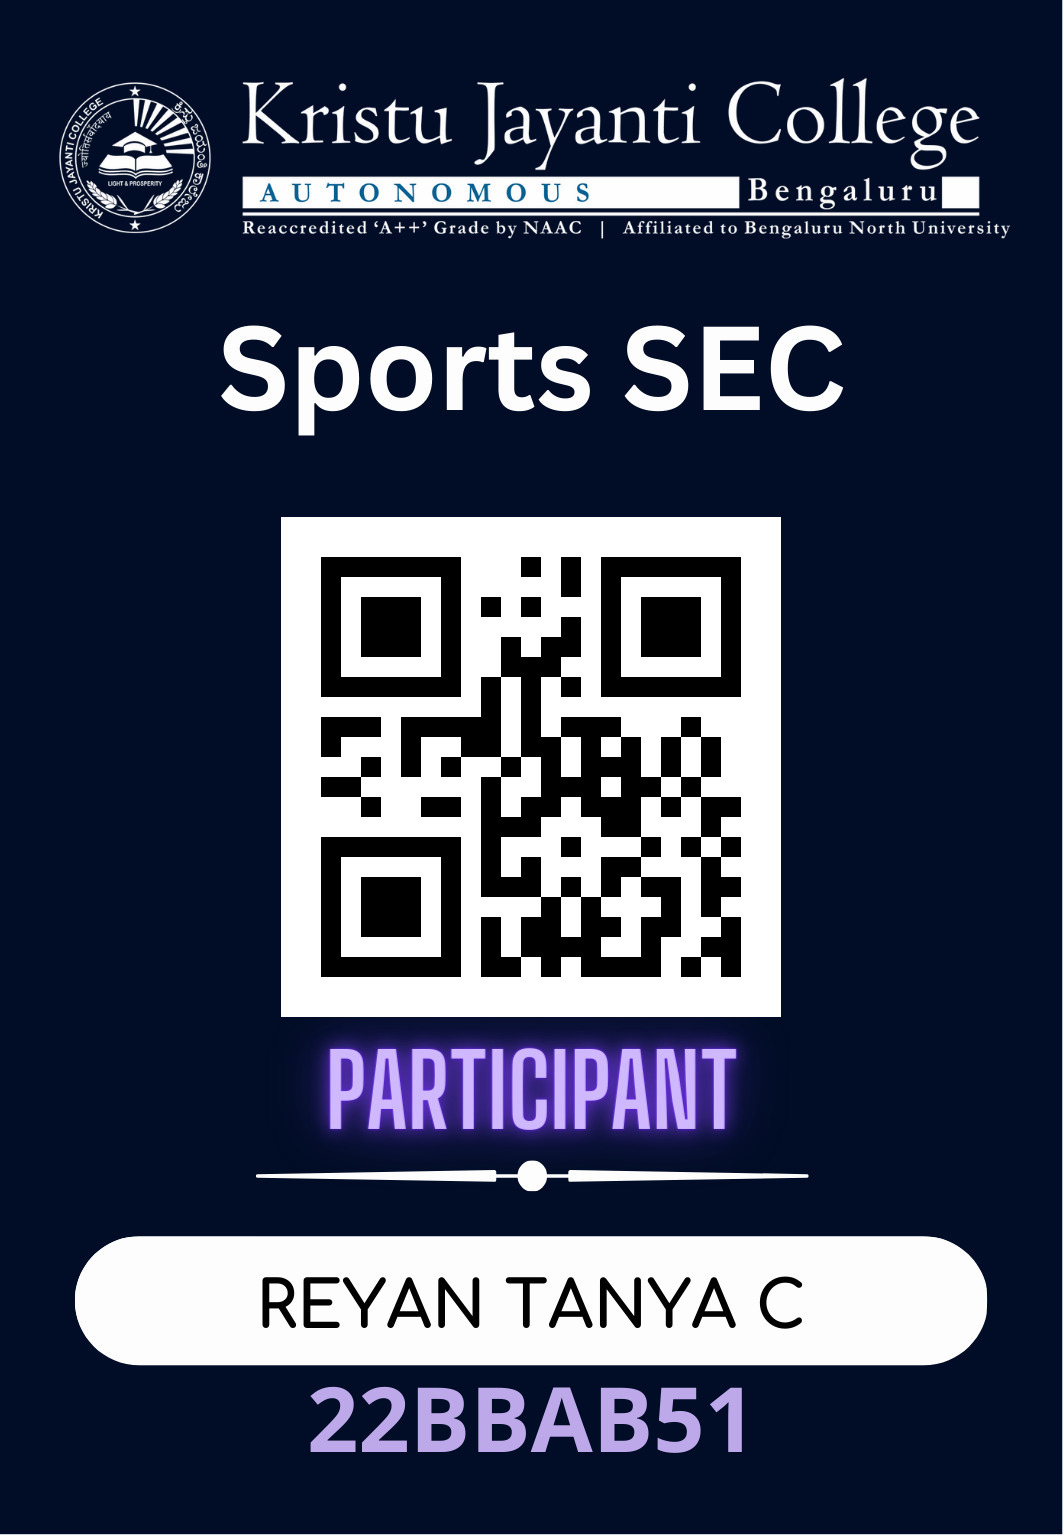 Kristu Jayanti College
AUTONOMOUS Bengaluru
Reaccredited ‘A++’ Grade by NAAC | Affiliated to Bengaluru North University
KRISTU JAYANTI COLLEGE
LIGHT & PROSPERITY
Sports SEC
PARTICIPANT
REYAN TANYA C
22BBAB51